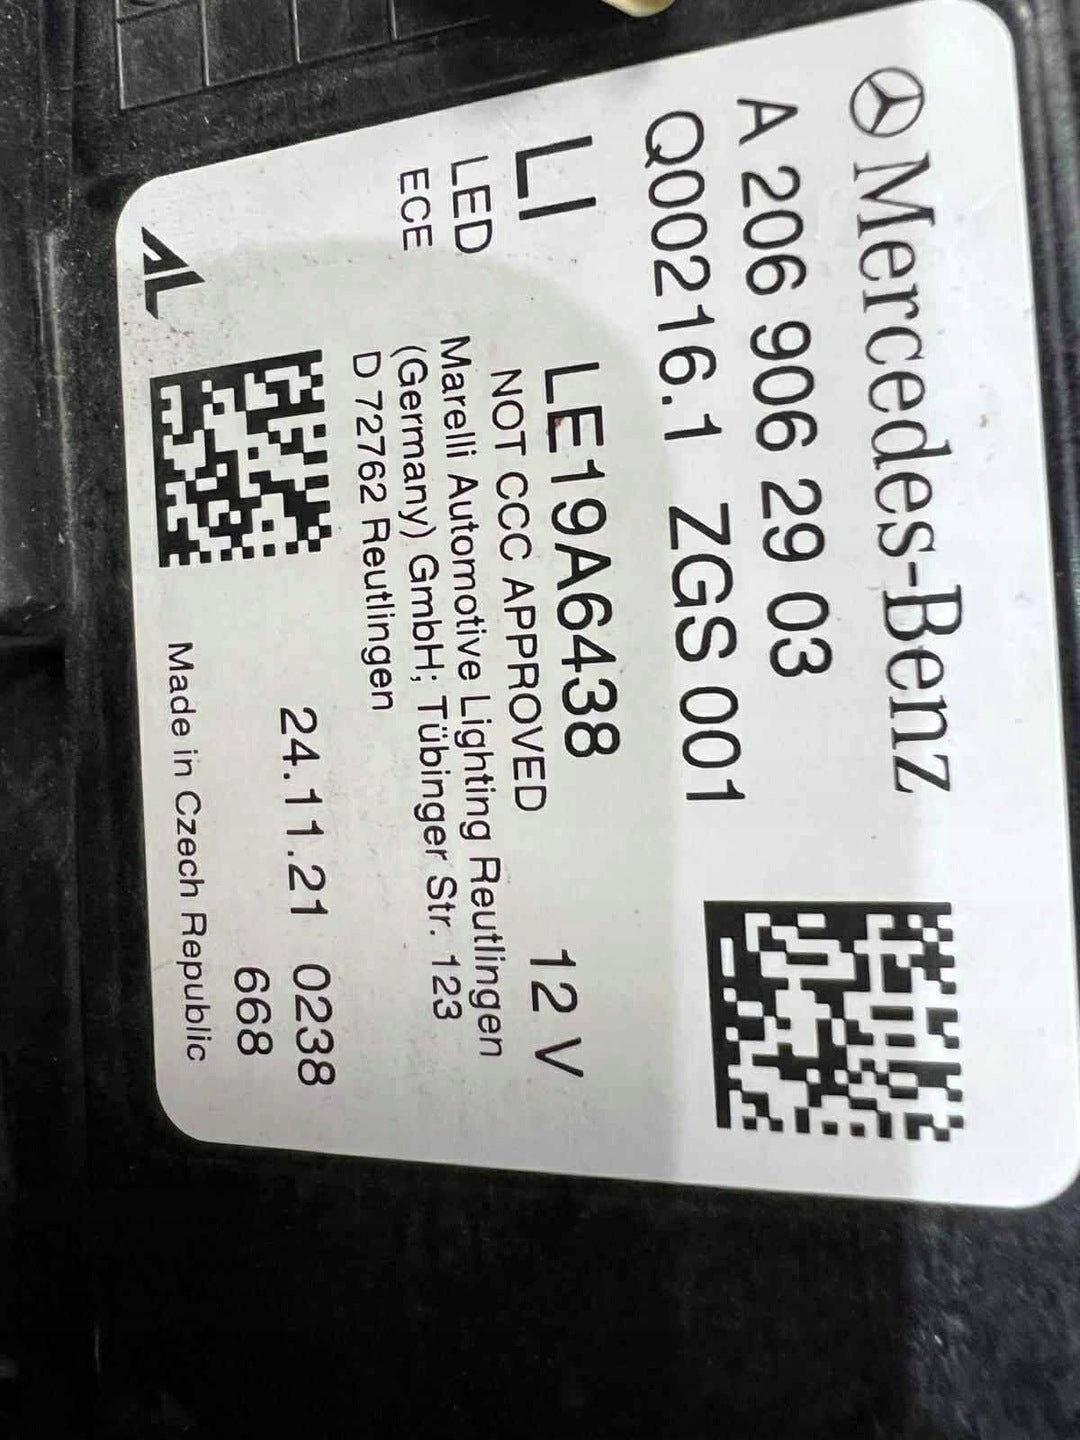 Mercedes-Benz
A 206 906 29 03
Q00216.1 ZGS 001
LI LE19A6438 12 V
LED NOT CCC APPROVED
ECE Marelli Automotive Lighting Reutlingen
(Germany) GmbH; Tübinger Str. 123
D 72762 Reutlingen
24.11.21 0238
668
AL Made in Czech Republic